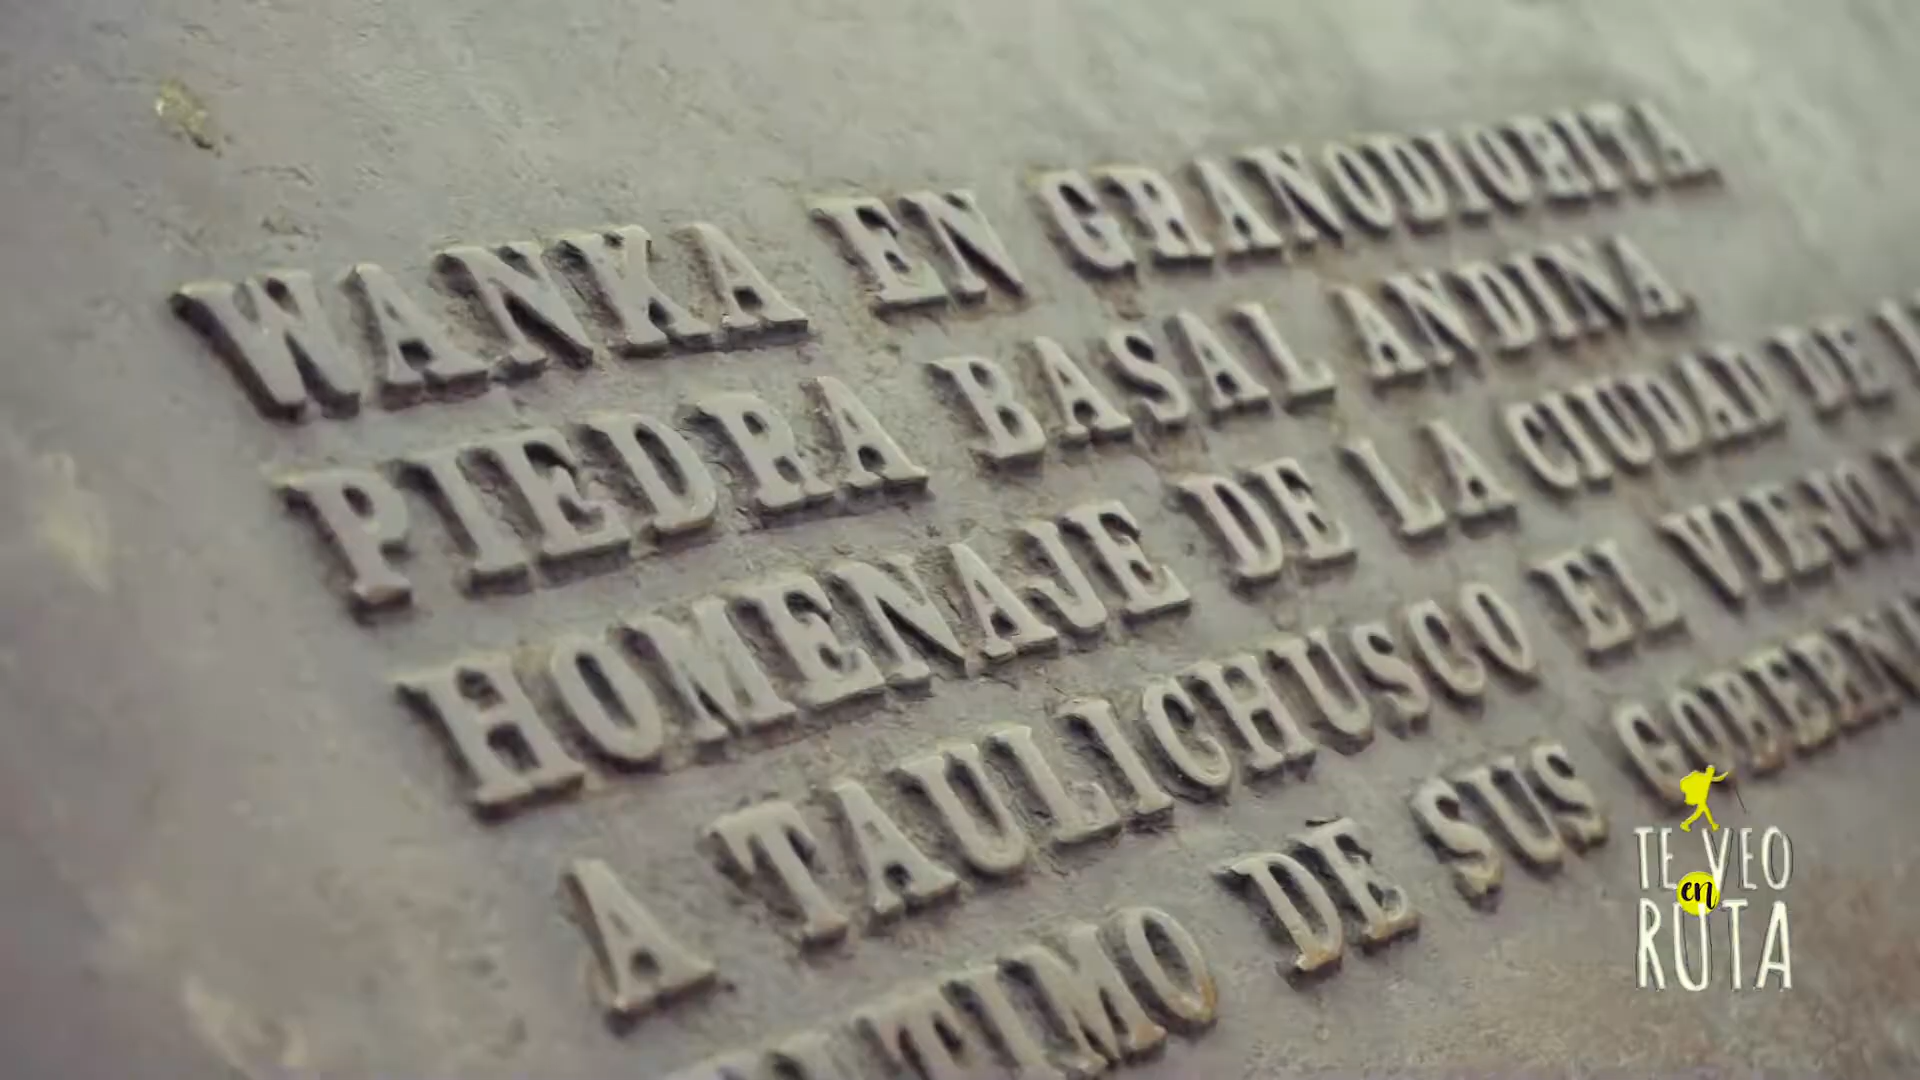 WANKA EN GRANODIORITA
PIEDRA BASAL ANDINA
HOMENAJE DE LA CIUDAD DE
A TAULICHUSCO EL VIEJO
DE SUS
TE VEO
en
RUTA